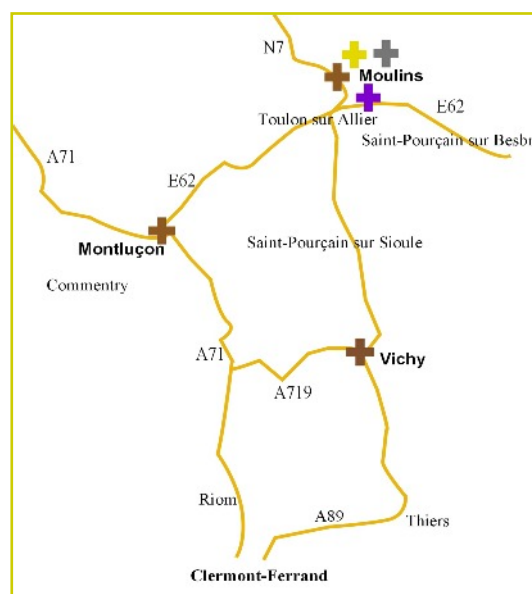 N7
Moulins
E62
Toulon sur Allier
Saint-Pourçain sur Besbr
A71
E62
Montluçon
Saint-Pourçain sur Sioule
Commentry
A71
Vichy
A719
Riom
A89
Thiers
Clermont-Ferrand